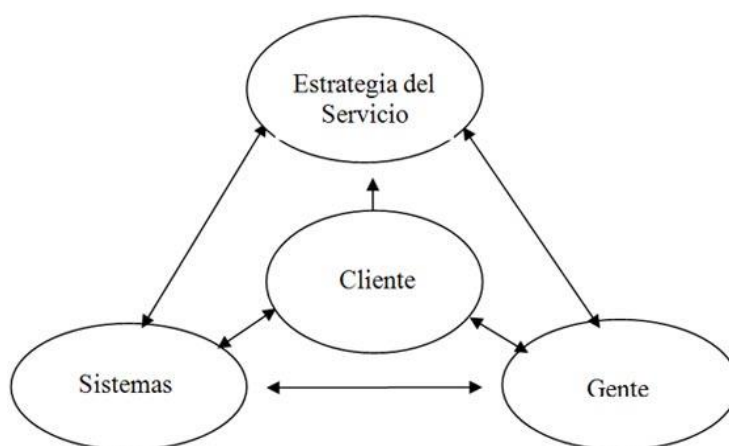 Estrategia del
Servicio
Cliente
Sistemas
Gente